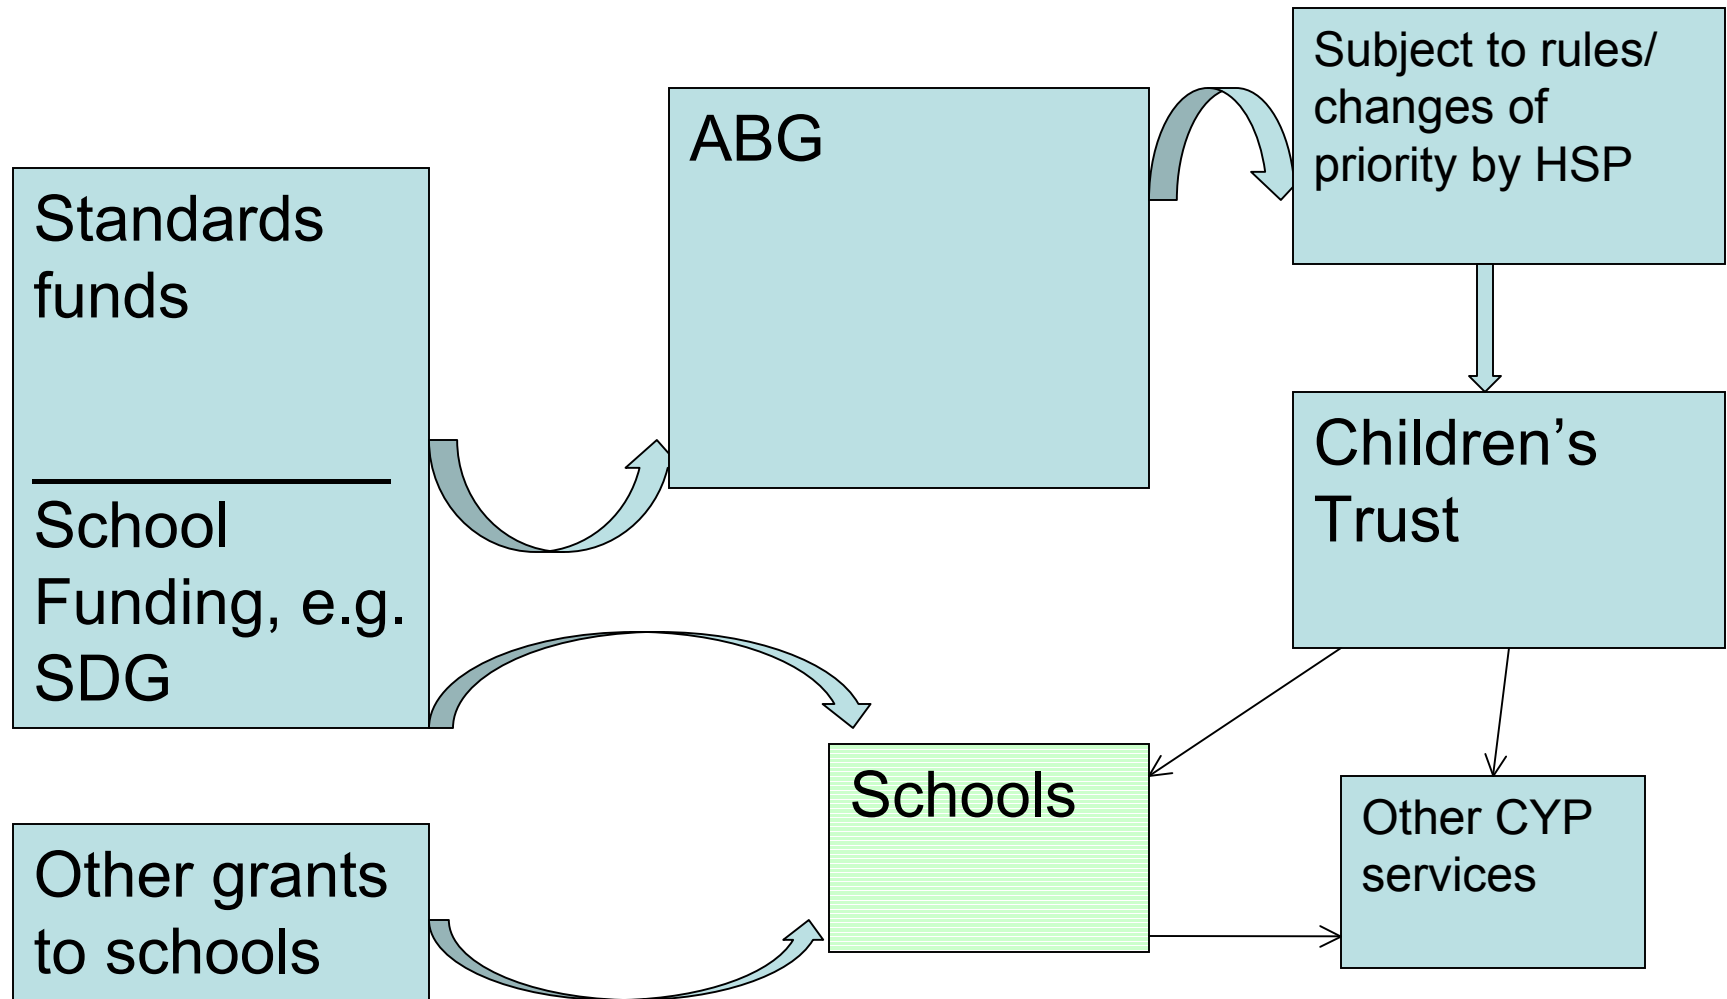 Standards
funds
School
Funding, e.g.
SDG
Other grants
to schools
ABG
Subject to rules/
changes of
priority by HSP
Children’s
Trust
Schools
Other CYP
services